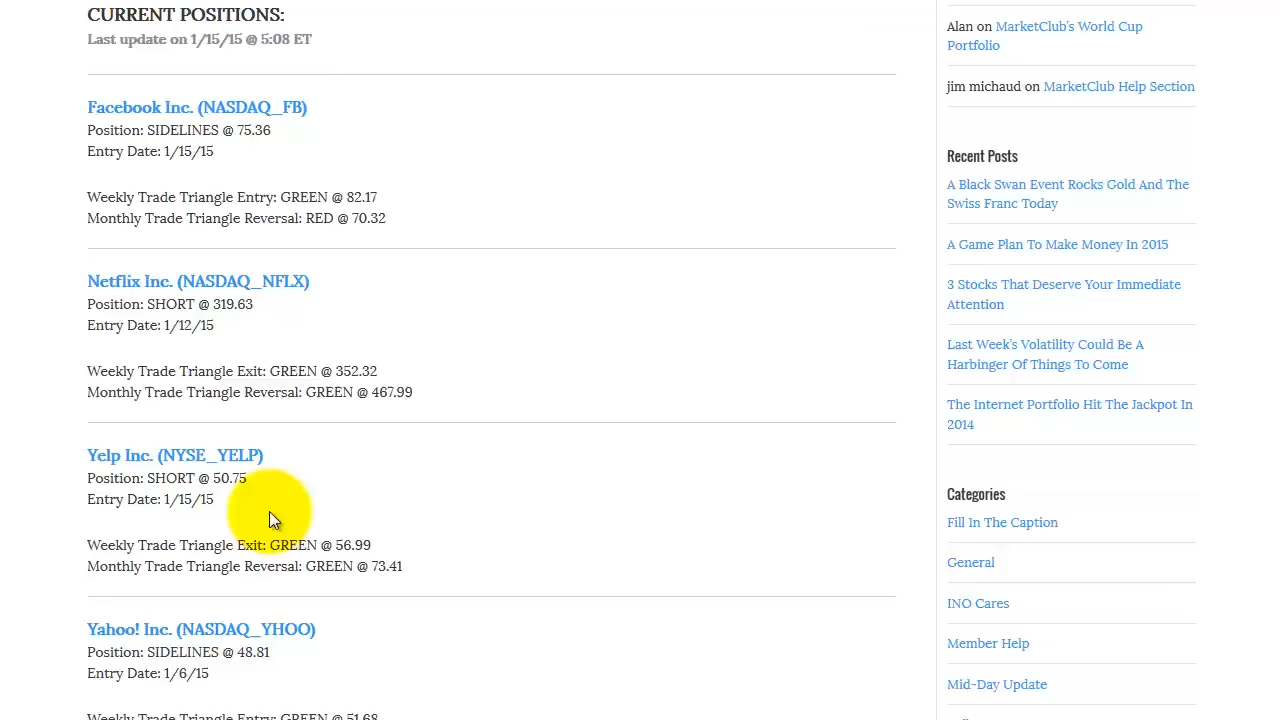 CURRENT POSITIONS:
Last update on 1/15/15 @ 5:08 ET
Facebook Inc. (NASDAQ_FB)
Position: SIDELINES @ 75.36
Entry Date: 1/15/15
Weekly Trade Triangle Entry: GREEN @ 82.17
Monthly Trade Triangle Reversal: RED @ 70.32
Netflix Inc. (NASDAQ_NFLX)
Position: SHORT @ 319.63
Entry Date: 1/12/15
Weekly Trade Triangle Exit: GREEN @ 352.32
Monthly Trade Triangle Reversal: GREEN @ 467.99
Yelp Inc. (NYSE_YELP)
Position: SHORT @ 50.75
Entry Date: 1/15/15
Weekly Trade Triangle Exit: GREEN @ 56.99
Monthly Trade Triangle Reversal: GREEN @ 73.41
Yahoo! Inc. (NASDAQ_YHOO)
Position: SIDELINES @ 48.81
Entry Date: 1/6/15
Weekly Trade Triangle Entry: GREEN @ 51.68
Alan on MarketClub's World Cup
Portfolio
jim michaud on MarketClub Help Section
Recent Posts
A Black Swan Event Rocks Gold And The
Swiss Franc Today
A Game Plan To Make Money In 2015
3 Stocks That Deserve Your Immediate
Attention
Last Week's Volatility Could Be A
Harbinger Of Things To Come
The Internet Portfolio Hit The Jackpot In
2014
Categories
Fill In The Caption
General
INO Cares
Member Help
Mid-Day Update